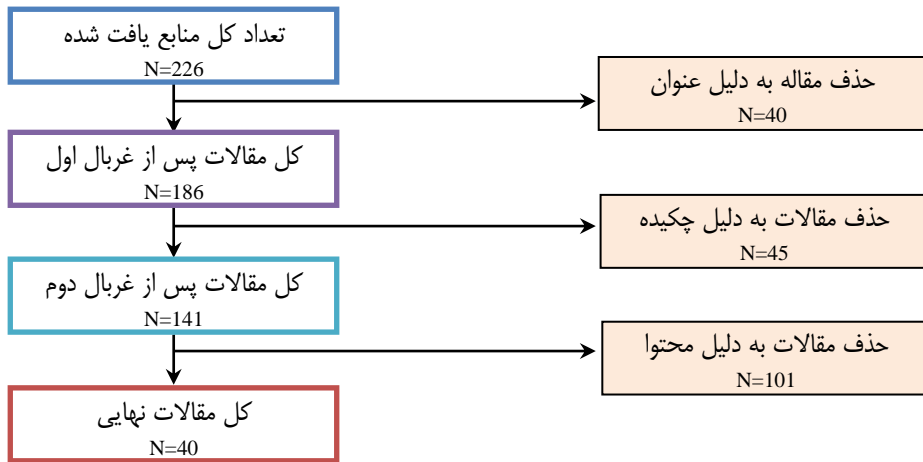 تعداد کل منابع یافت شده
N=226
حذف مقاله به دلیل عنوان
N=40
کل مقالات پس از غربال اول
N=186
حذف مقالات به دلیل چکیده
N=45
کل مقالات پس از غربال دوم
N=141
حذف مقالات به دلیل محتوا
N=101
کل مقالات نهایی
N=40